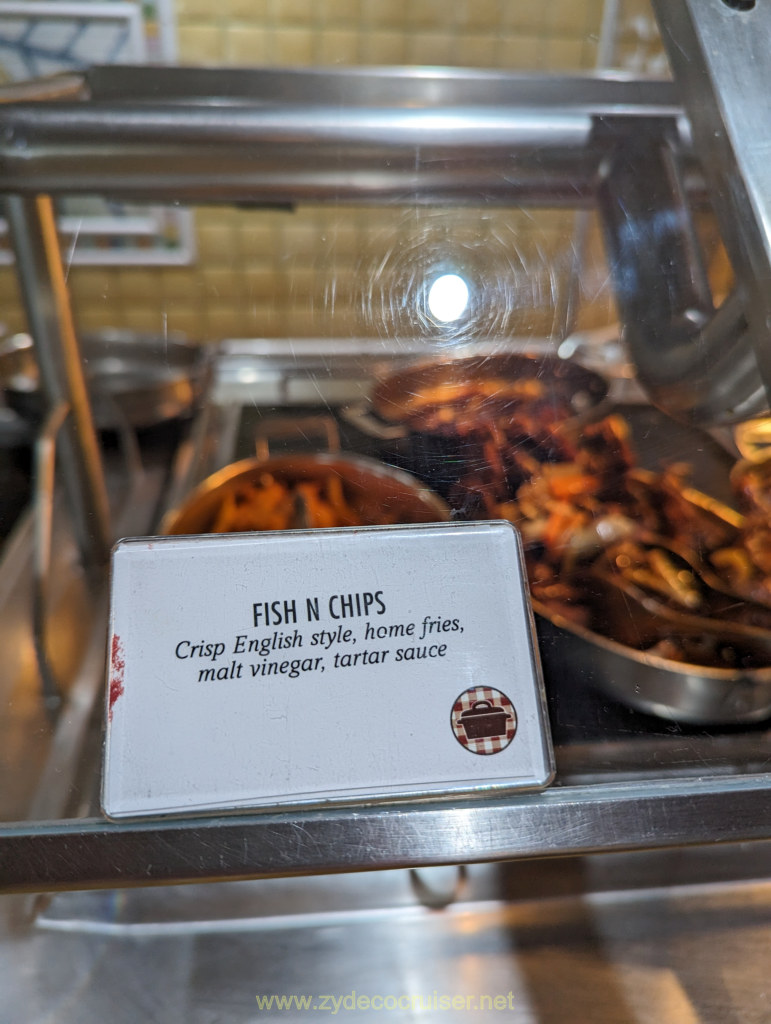 FISH N CHIPS
Crisp English style, home fries,
malt vinegar, tartar sauce
www.zydecocruiser.net